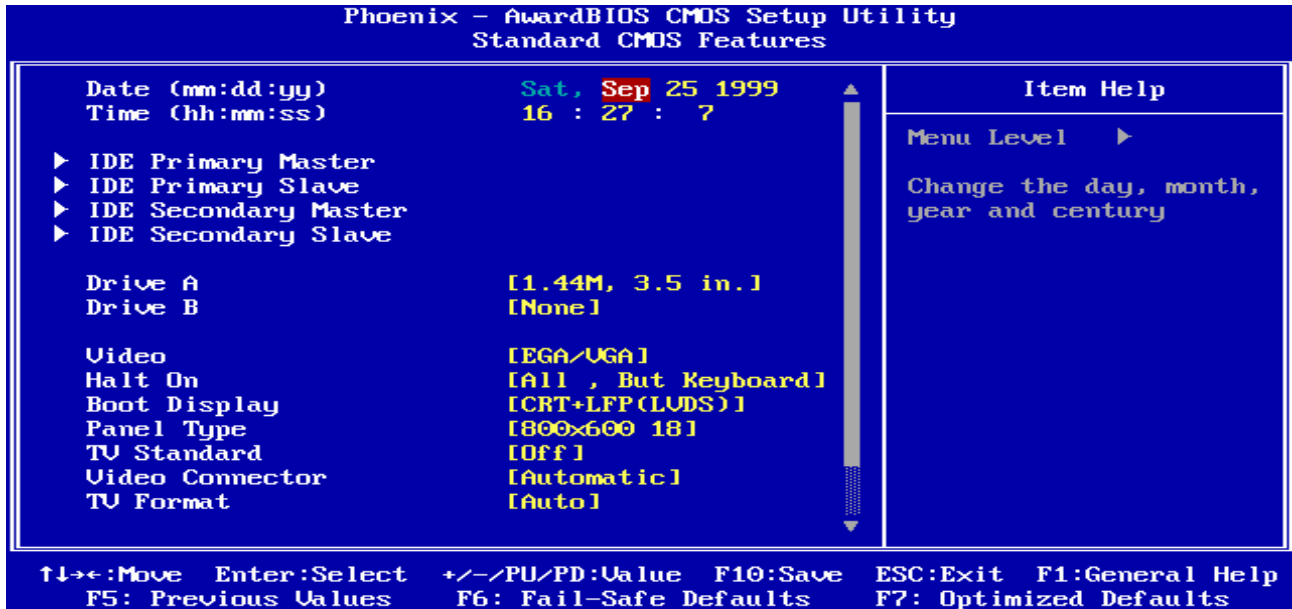 Phoenix - AwardBIOS CMOS Setup Utility
Standard CMOS Features
Date (mm:dd:yy) Sat, Sep 25 1999
Time (hh:mm:ss) 16 : 27 : 7
IDE Primary Master
IDE Primary Slave
IDE Secondary Master
IDE Secondary Slave
Drive A [1.44M, 3.5 in.]
Drive B [None]
Video [EGA/VGA]
Halt On [All , But Keyboard]
Boot Display [CRT+LFP(LVDS)]
Panel Type [800x600 18]
TV Standard [Off]
Video Connector [Automatic]
TV Format [Auto]
Item Help
Menu Level ►
Change the day, month,
year and century
↑↓→←:Move Enter:Select +/-/PU/PD:Value F10:Save ESC:Exit F1:General Help
F5: Previous Values F6: Fail-Safe Defaults F7: Optimized Defaults